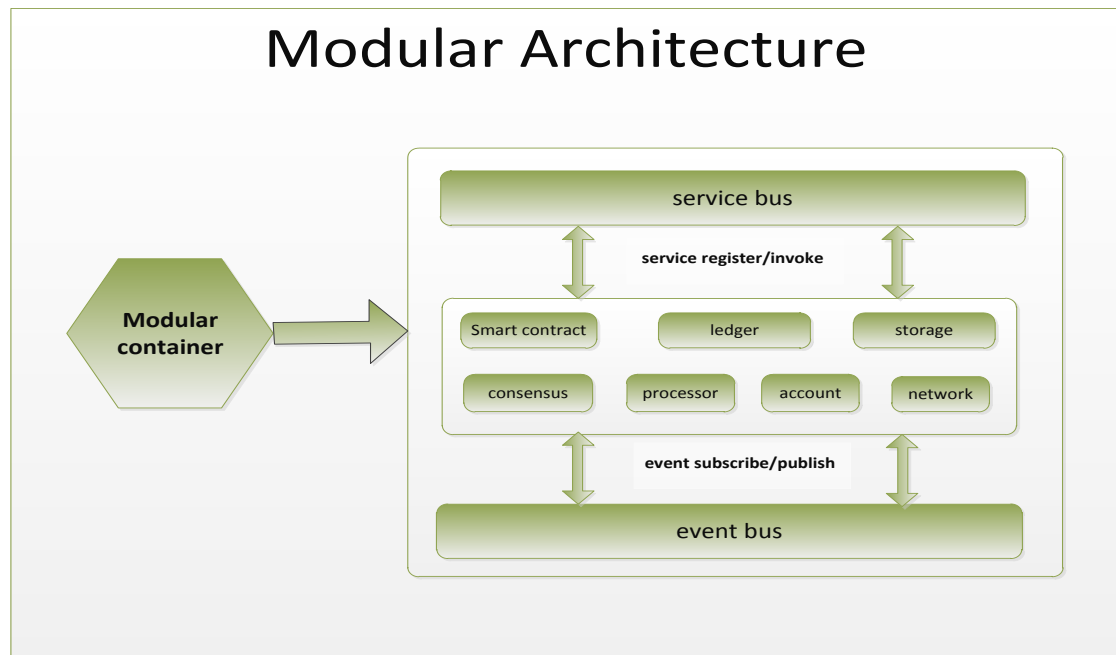 Modular Architecture
service bus
service register/invoke
Modular
container
Smart contract
ledger
storage
consensus
processor
account
network
event subscribe/publish
event bus